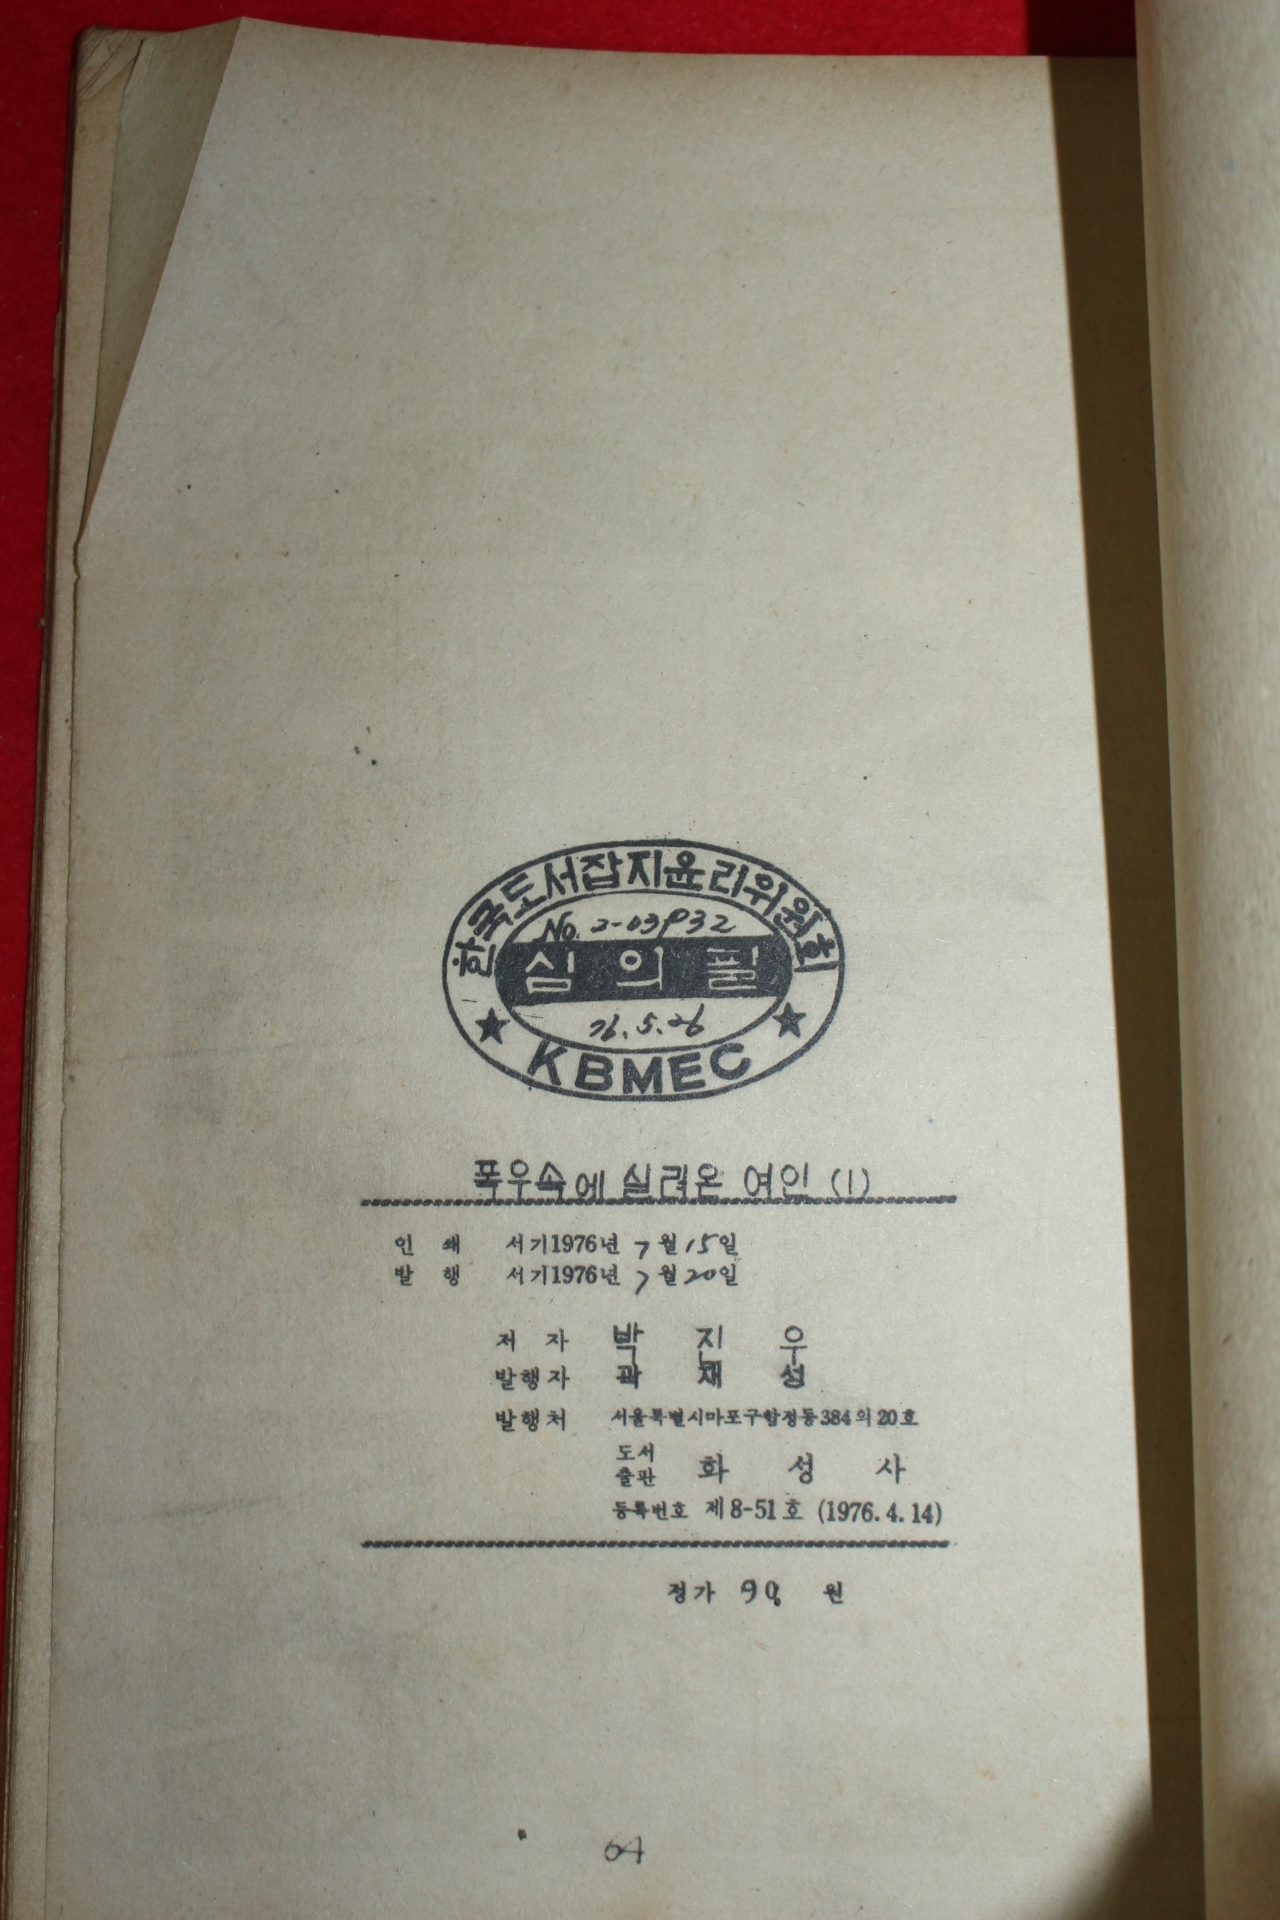 한국도서잡지윤리위원회
No. 2-03932
심의필
76. 5. 26
KBMEC
폭우속에 실려온 여인 (1)
인쇄 서기1976년 7월 15일
발행 서기1976년 7월 20일
저자 박진우
발행자 곽재성
발행처 서울특별시마포구합정동384의 20호
도서출판 화성사
등록번호 제8-51호 (1976. 4. 14)
정가 90 원
64